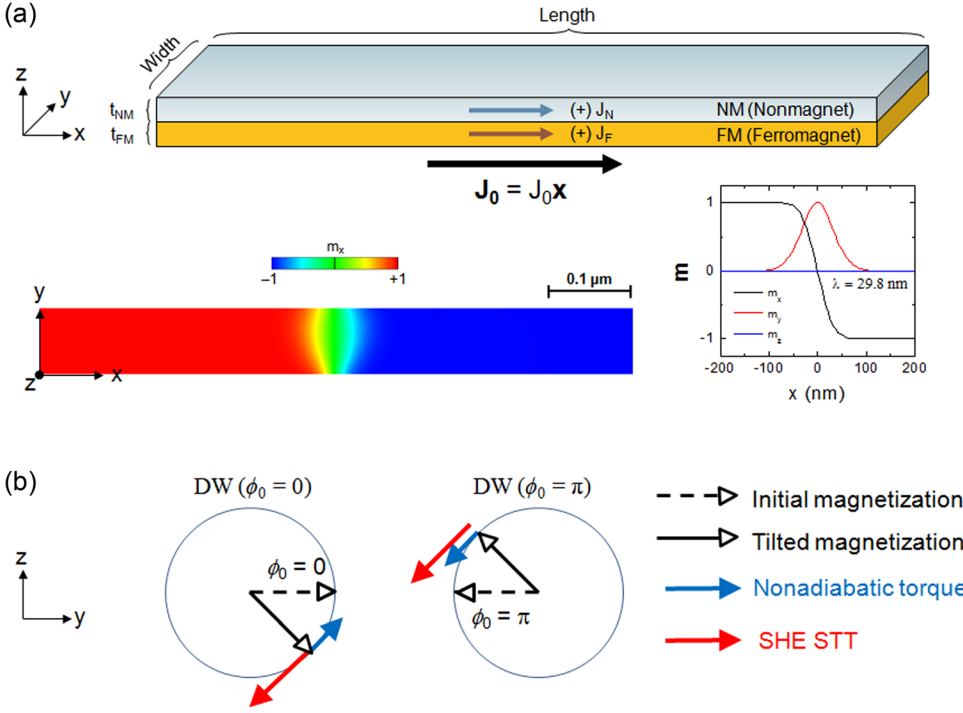 (a)
Length
Width
z
y
x
tNM
tFM
(+) JN
NM (Nonmagnet)
(+) JF
FM (Ferromagnet)
J0 = J0x
mx
−1
+1
0.1 μm
y
z
x
m
1
0
-1
λ = 29.8 nm
mx
my
mz
-200
-100
0
100
200
x (nm)
(b)
DW (ϕ0 = 0)
DW (ϕ0 = π)
z
y
ϕ0 = 0
ϕ0 = π
Initial magnetization
Tilted magnetization
Nonadiabatic torque
SHE STT